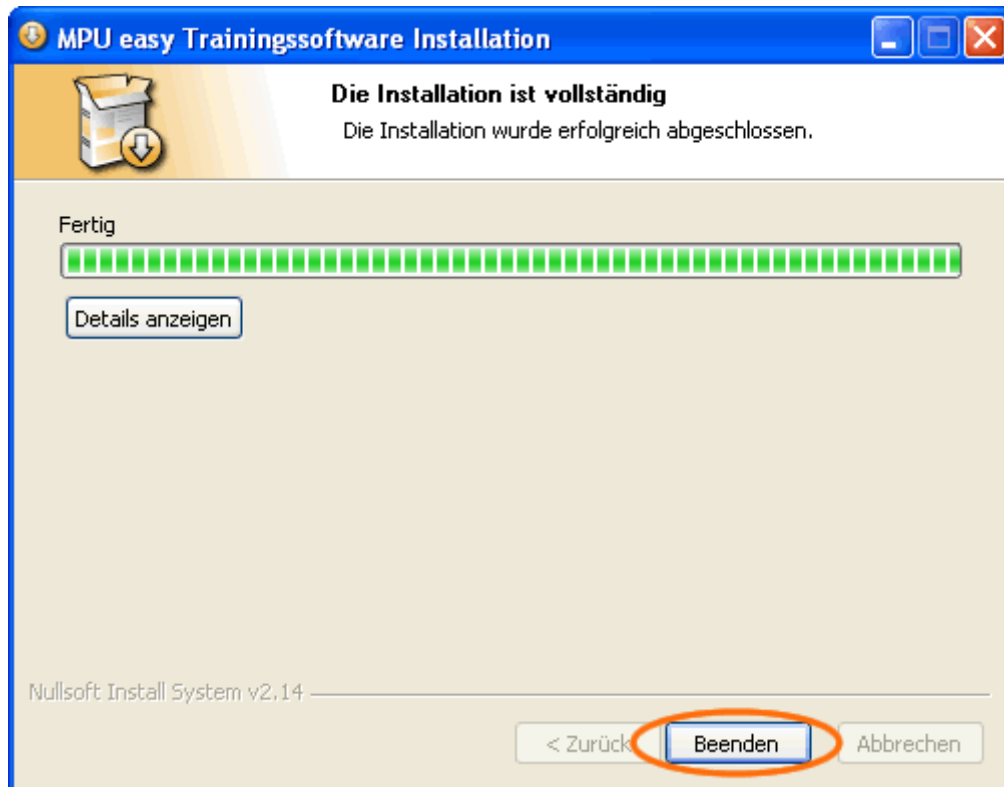 MPU easy Trainingssoftware Installation
Die Installation ist vollständig
Die Installation wurde erfolgreich abgeschlossen.
Fertig
Details anzeigen
Nullsoft Install System v2.14
< Zurück Beenden Abbrechen